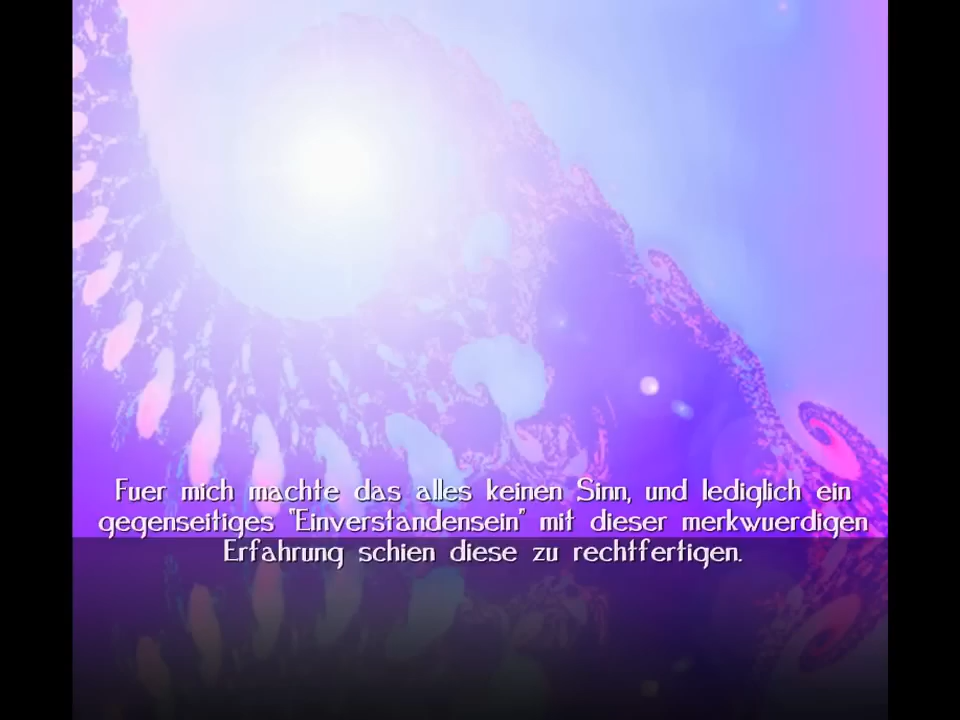 Fuer mich machte das alles keinen Sinn, und lediglich ein
gegenseitiges "Einverstandensein" mit dieser merkwuerdigen
Erfahrung schien diese zu rechtfertigen.